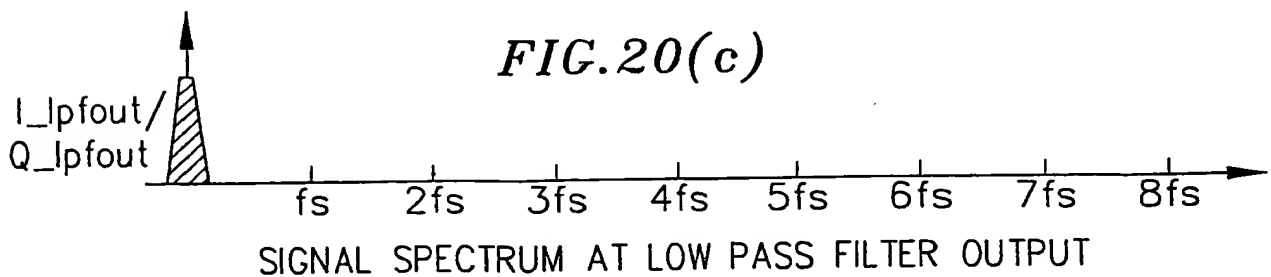 FIG.20(c)
I_lpfout/
Q_lpfout
fs 2fs 3fs 4fs 5fs 6fs 7fs 8fs
SIGNAL SPECTRUM AT LOW PASS FILTER OUTPUT